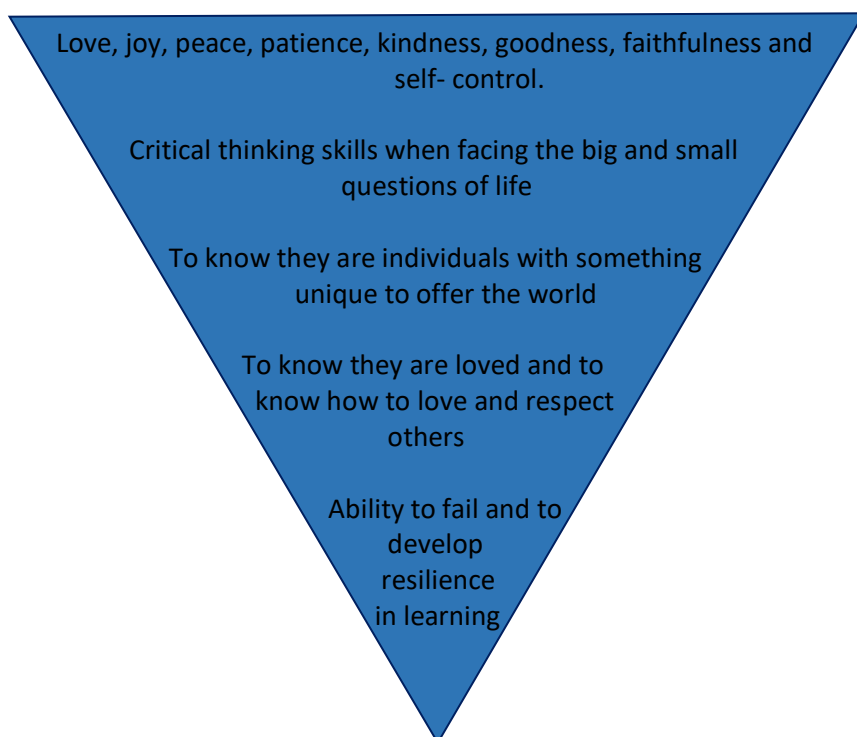 Love, joy, peace, patience, kindness, goodness, faithfulness and
self- control.
Critical thinking skills when facing the big and small
questions of life
To know they are individuals with something
unique to offer the world
To know they are loved and to
know how to love and respect
others
Ability to fail and to
develop
resilience
in learning